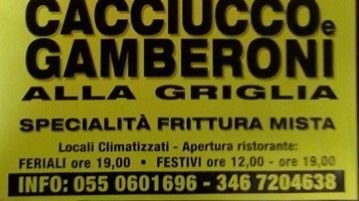 CACCIUCCO e
GAMBERONI
ALLA GRIGLIA
SPECIALITÀ FRITTURA MISTA
Locali Climatizzati - Apertura ristorante:
FERIALI ore 19,00 • FESTIVI ore 12,00 - ore 19,00
INFO: 055 0601696 - 346 7204638